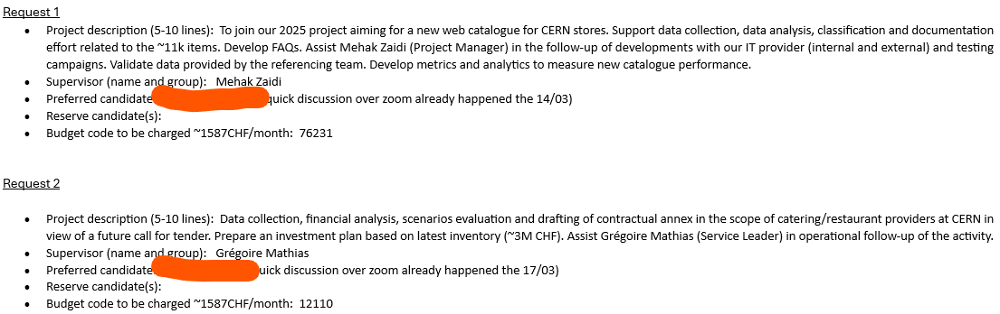 Request 1
• Project description (5-10 lines): To join our 2025 project aiming for a new web catalogue for CERN stores. Support data collection, data analysis, classification and documentation
effort related to the ~11k items. Develop FAQs. Assist Mehak Zaidi (Project Manager) in the follow-up of developments with our IT provider (internal and external) and testing
campaigns. Validate data provided by the referencing team. Develop metrics and analytics to measure new catalogue performance.
• Supervisor (name and group): Mehak Zaidi
• Preferred candidate quick discussion over zoom already happened the 14/03)
• Reserve candidate(s):
• Budget code to be charged ~1587CHF/month: 76231
Request 2
• Project description (5-10 lines): Data collection, financial analysis, scenarios evaluation and drafting of contractual annex in the scope of catering/restaurant providers at CERN in
view of a future call for tender. Prepare an investment plan based on latest inventory (~3M CHF). Assist Grégoire Mathias (Service Leader) in operational follow-up of the activity.
• Supervisor (name and group): Grégoire Mathias
• Preferred candidate uick discussion over zoom already happened the 17/03)
• Reserve candidate(s):
• Budget code to be charged ~1587CHF/month: 12110